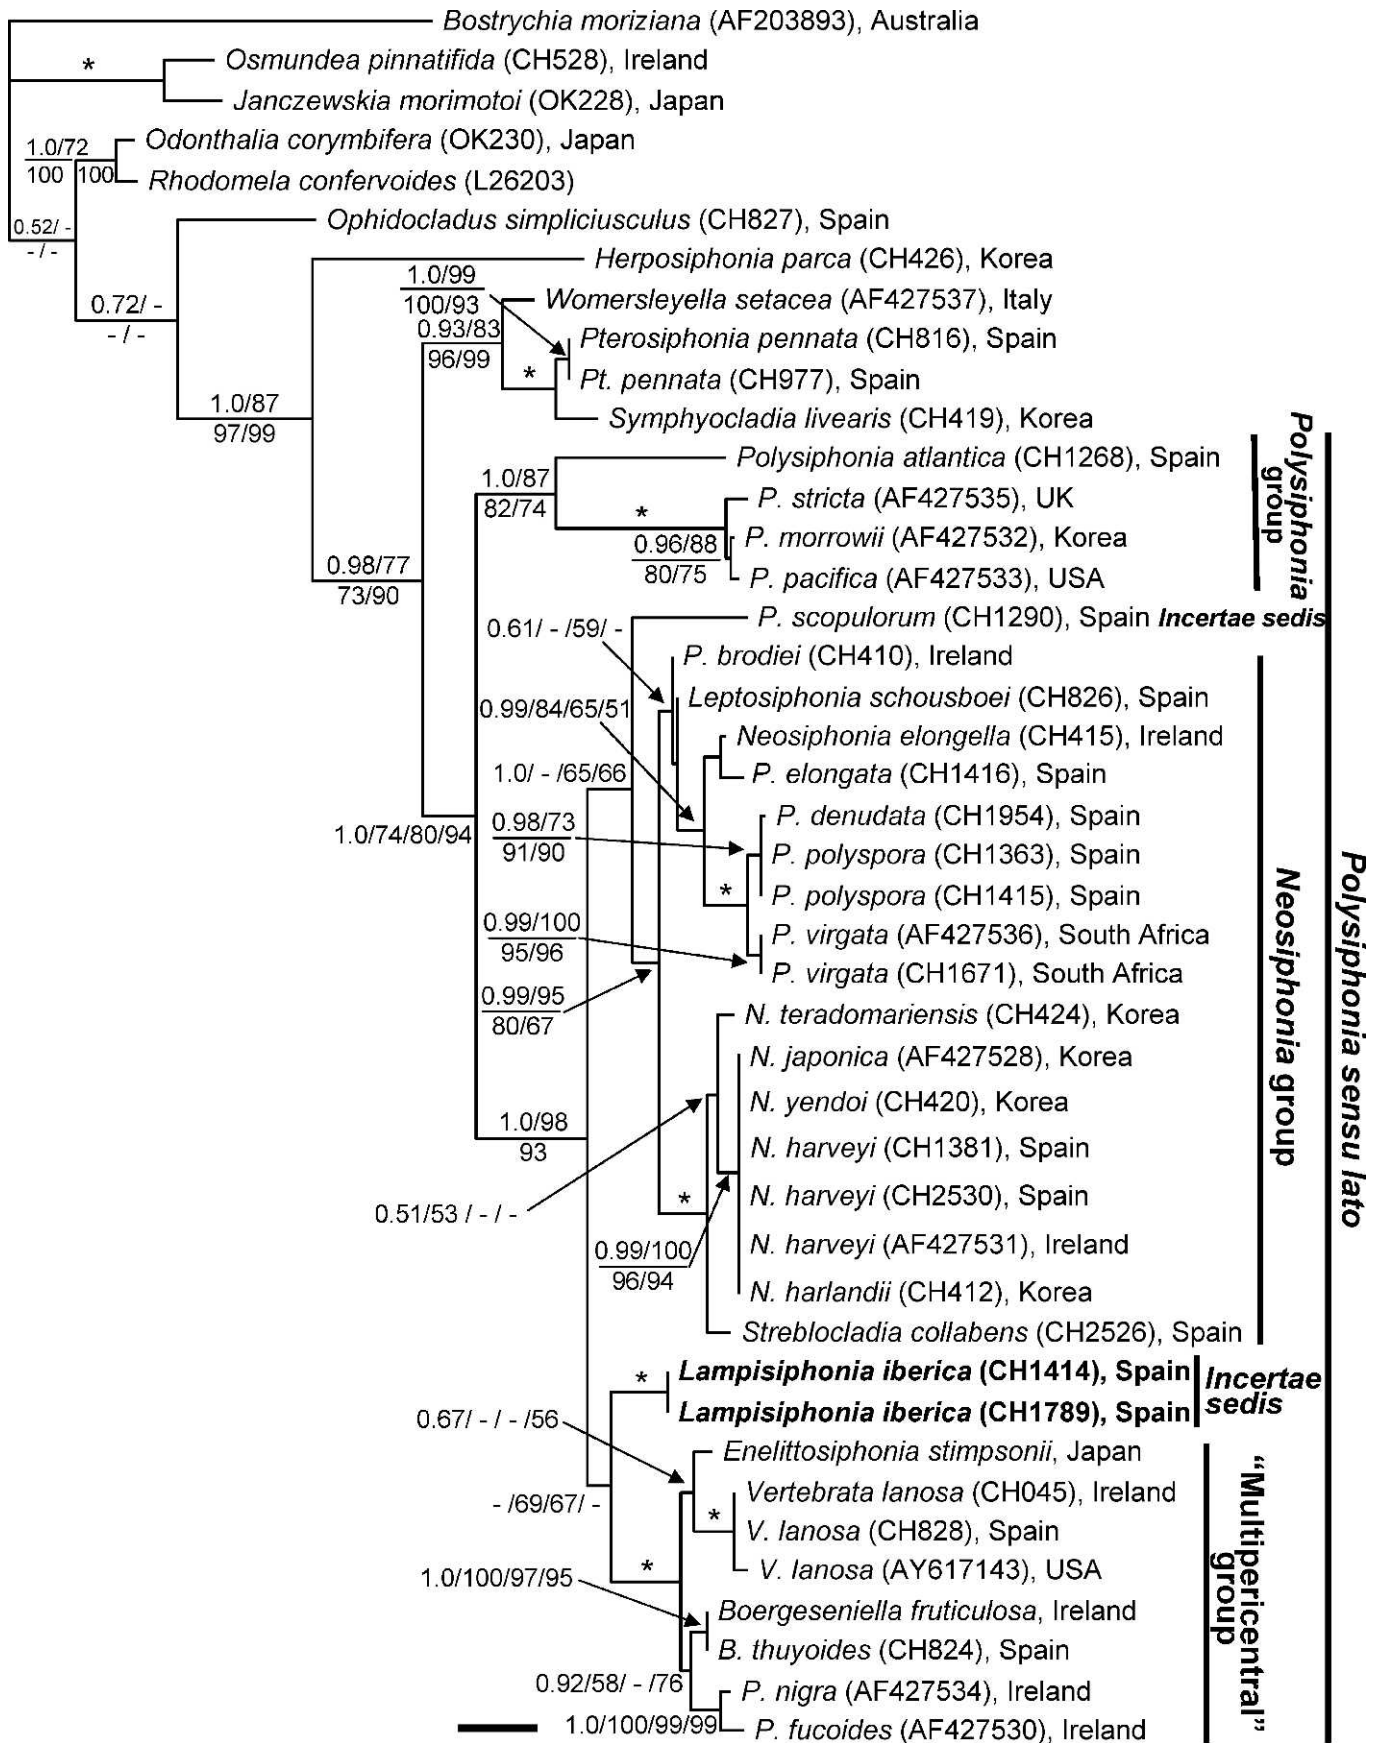 Bostrychia moriziana (AF203893), Australia
*
Osmundea pinnatifida (CH528), Ireland
Janczewskia morimotoi (OK228), Japan
Odonthalia corymbifera (OK230), Japan
1.0/72
100
100
Rhodomela confervoides (L26203)
Ophidocladus simpliciusculus (CH827), Spain
0.52/ -
- / -
Herposiphonia parca (CH426), Korea
1.0/99
100/93
Womersleyella setacea (AF427537), Italy
0.72/ -
- / -
0.93/83
96/99
Pterosiphonia pennata (CH816), Spain
*
Pt. pennata (CH977), Spain
1.0/87
97/99
Symphyocladia livearis (CH419), Korea
Polysiphonia atlantica (CH1268), Spain
1.0/87
82/74
P. stricta (AF427535), UK
*
P. morrowii (AF427532), Korea
0.96/88
80/75
P. pacifica (AF427533), USA
Polysiphonia
group
0.98/77
73/90
P. scopulorum (CH1290), Spain Incertae sedis
0.61/ - /59/ -
P. brodiei (CH410), Ireland
Leptosiphonia schousboei (CH826), Spain
0.99/84/65/51
Neosiphonia elongella (CH415), Ireland
P. elongata (CH1416), Spain
1.0/ - /65/66
P. denudata (CH1954), Spain
1.0/74/80/94
0.98/73
91/90
P. polyspora (CH1363), Spain
*
P. polyspora (CH1415), Spain
0.99/100
95/96
P. virgata (AF427536), South Africa
P. virgata (CH1671), South Africa
0.99/95
80/67
N. teradomariensis (CH424), Korea
N. japonica (AF427528), Korea
N. yendoi (CH420), Korea
1.0/98
93
N. harveyi (CH1381), Spain
*
N. harveyi (CH2530), Spain
0.51/53 / - / -
N. harveyi (AF427531), Ireland
0.99/100
96/94
N. harlandii (CH412), Korea
Streblocladia collabens (CH2526), Spain
Neosiphonia group
Polysiphonia sensu lato
*
Lampisiphonia iberica (CH1414), Spain
Lampisiphonia iberica (CH1789), Spain
Incertae
sedis
0.67/ - / - /56
Enelittosiphonia stimpsonii, Japan
Vertebrata lanosa (CH045), Ireland
- /69/67/ -
*
V. lanosa (CH828), Spain
*
V. lanosa (AY617143), USA
1.0/100/97/95
Boergeseniella fruticulosa, Ireland
B. thuyoides (CH824), Spain
0.92/58/ - /76
P. nigra (AF427534), Ireland
1.0/100/99/99
P. fucoides (AF427530), Ireland
“Multipericentral”
group